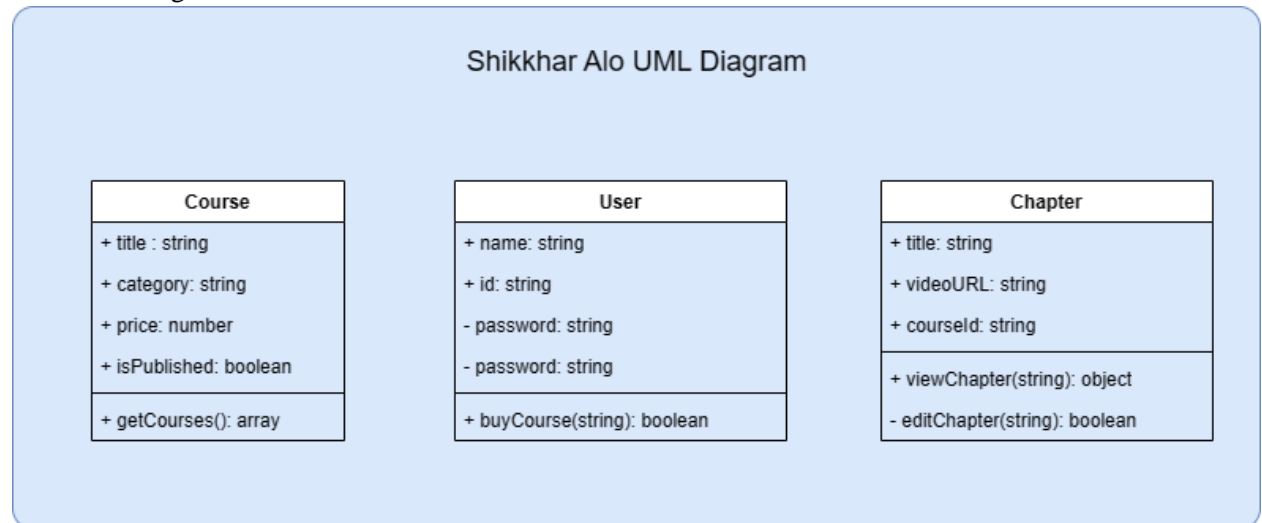 Shikkhar Alo UML Diagram
Course
+ title : string
+ category: string
+ price: number
+ isPublished: boolean
+ getCourses(): array
User
+ name: string
+ id: string
- password: string
- password: string
+ buyCourse(string): boolean
Chapter
+ title: string
+ videoURL: string
+ courseId: string
+ viewChapter(string): object
- editChapter(string): boolean